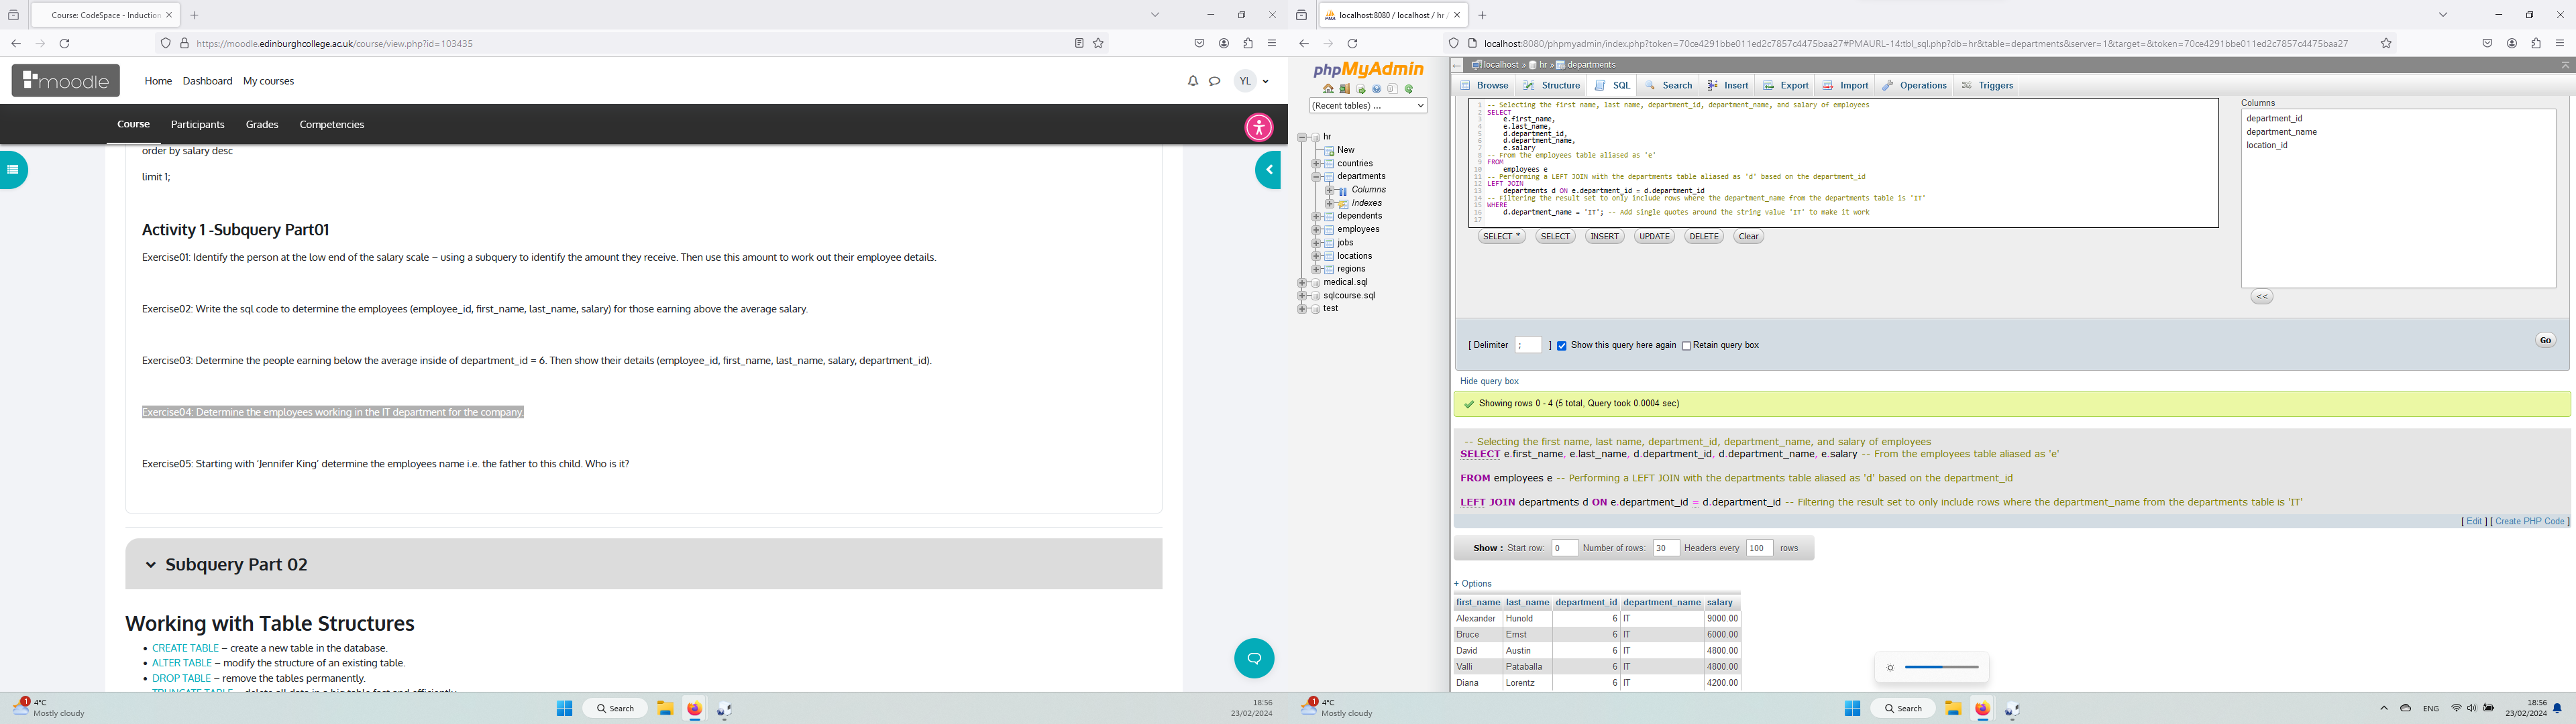 Course: CodeSpace - Induction
https://moodle.edinburghcollege.ac.uk/course/view.php?id=103435
moodle
Home Dashboard My courses
YL
Course Participants Grades Competencies
order by salary desc
limit 1;
Activity 1 -Subquery Part01
Exercise01: Identify the person at the low end of the salary scale – using a subquery to identify the amount they receive. Then use this amount to work out their employee details.
Exercise02: Write the sql code to determine the employees (employee_id, first_name, last_name, salary) for those earning above the average salary.
Exercise03: Determine the people earning below the average inside of department_id = 6. Then show their details (employee_id, first_name, last_name, salary, department_id).
Exercise04: Determine the employees working in the IT department for the company.
Exercise05: Starting with 'Jennifer King' determine the employees name i.e. the father to this child. Who is it?
Subquery Part 02
Working with Table Structures
CREATE TABLE – create a new table in the database.
ALTER TABLE – modify the structure of an existing table.
DROP TABLE – remove the tables permanently.
1
4°C
Mostly cloudy
Search
18:56
23/02/2024
localhost:8080 / localhost / hr /
localhost:8080/phpmyadmin/index.php?token=70ce4291bbe011ed2c7857c4475baa27#PMAURL-14:tbl_sql.php?db=hr&table=departments&server=1&target=&token=70ce4291bbe011ed2c7857c4475baa27
phpMyAdmin
(Recent tables) ...
hr
New
countries
departments
Columns
Indexes
dependents
employees
jobs
locations
regions
medical.sql
sqlcourse.sql
test
localhost » hr » departments
Browse Structure SQL Search Insert Export Import Operations Triggers
1 -- Selecting the first name, last name, department_id, department_name, and salary of employees
2 SELECT
3 e.first_name,
4 e.last_name,
5 d.department_id,
6 d.department_name,
7 e.salary
8 -- From the employees table aliased as 'e'
9 FROM
10 employees e
11 -- Performing a LEFT JOIN with the departments table aliased as 'd' based on the department_id
12 LEFT JOIN
13 departments d ON e.department_id = d.department_id
14 -- Filtering the result set to only include rows where the department_name from the departments table is 'IT'
15 WHERE
16 d.department_name = 'IT'; -- Add single quotes around the string value 'IT' to make it work
17
SELECT * SELECT INSERT UPDATE DELETE Clear
Columns
department_id
department_name
location_id
<<
[ Delimiter ; ] Show this query here again Retain query box
Go
Hide query box
Showing rows 0 - 4 (5 total, Query took 0.0004 sec)
-- Selecting the first name, last name, department_id, department_name, and salary of employees
SELECT e.first_name, e.last_name, d.department_id, d.department_name, e.salary -- From the employees table aliased as 'e'
FROM employees e -- Performing a LEFT JOIN with the departments table aliased as 'd' based on the department_id
LEFT JOIN departments d ON e.department_id = d.department_id -- Filtering the result set to only include rows where the department_name from the departments table is 'IT'
[ Edit ] [ Create PHP Code ]
Show : Start row: 0 Number of rows: 30 Headers every 100 rows
+ Options
first_name last_name department_id department_name salary
Alexander Hunold 6 IT 9000.00
Bruce Ernst 6 IT 6000.00
David Austin 6 IT 4800.00
Valli Pataballa 6 IT 4800.00
Diana Lorentz 6 IT 4200.00
1
4°C
Mostly cloudy
Search
ENG
18:56
23/02/2024